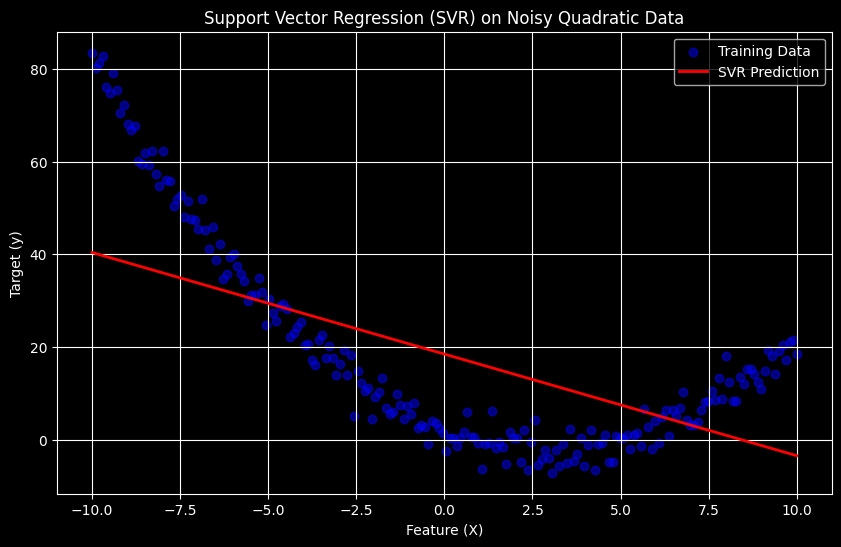 Support Vector Regression (SVR) on Noisy Quadratic Data
Training Data
SVR Prediction
80
60
40
20
0
Target (y)
−10.0 −7.5 −5.0 −2.5 0.0 2.5 5.0 7.5 10.0
Feature (X)